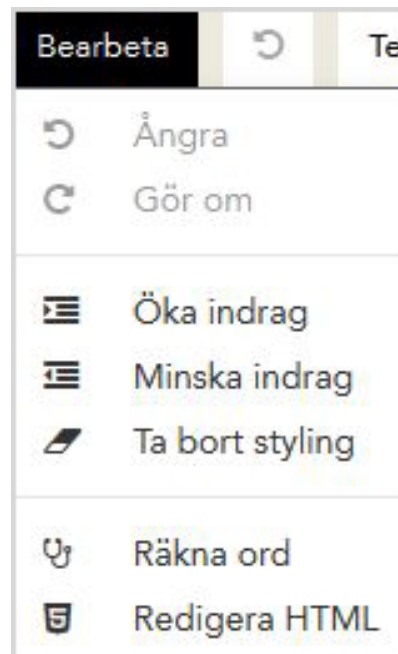 Bearbeta Te
Ångra
Gör om
Öka indrag
Minska indrag
Ta bort styling
Räkna ord
Redigera HTML